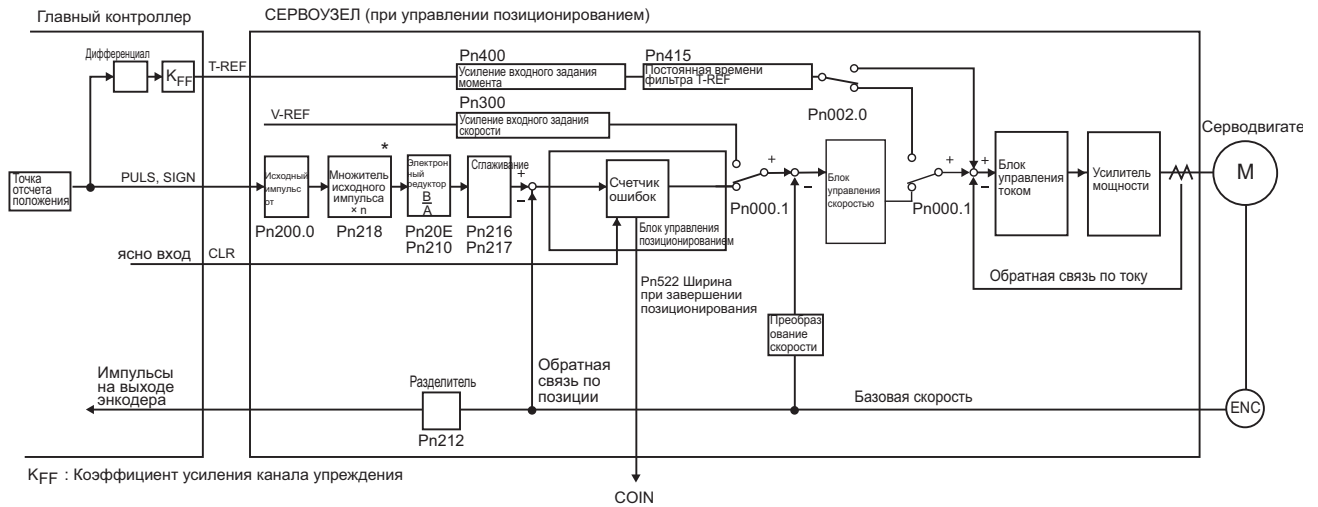 Главный контроллер
СЕРВОУЗЕЛ (при управлении позиционированием)
Дифференциал
KFF
T-REF
Pn400
Усиление входного задания
момента
Pn415
Постоянная времени
фильтра T-REF
Pn002.0
V-REF
Pn300
Усиление входного задания
скорости
Серводвигате
M
Точка
отсчета
положения
PULS, SIGN
Исходный
импульс
от
Pn200.0
*
Множитель
исходного
импульса
× n
Pn218
Электрон
ный
редуктор
B
A
Pn20E
Pn210
Сглаживание
Pn216
Pn217
+
−
Счетчик
ошибок
Блок управления
позиционированием
Pn000.1
+
−
Блок
управления
скоростью
Pn000.1
+
+
−
Блок
управления
током
Усилитель
мощности
Обратная связь по току
ясно вход
CLR
Pn522 Ширина
при завершении
позиционирования
Преобраз
ование
скорости
Импульсы
на выходе
энкодера
Разделитель
Pn212
Обратная
связь по
позиции
Базовая скорость
ENC
KFF : Коэффициент усиления канала упреждения
COIN